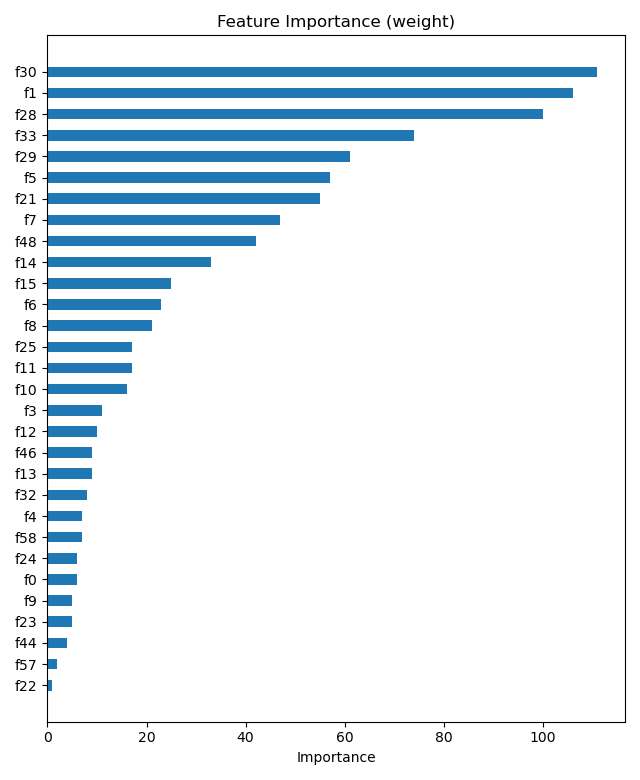 Feature Importance (weight)
f30
f1
f28
f33
f29
f5
f21
f7
f48
f14
f15
f6
f8
f25
f11
f10
f3
f12
f46
f13
f32
f4
f58
f24
f0
f9
f23
f44
f57
f22
0 20 40 60 80 100
Importance